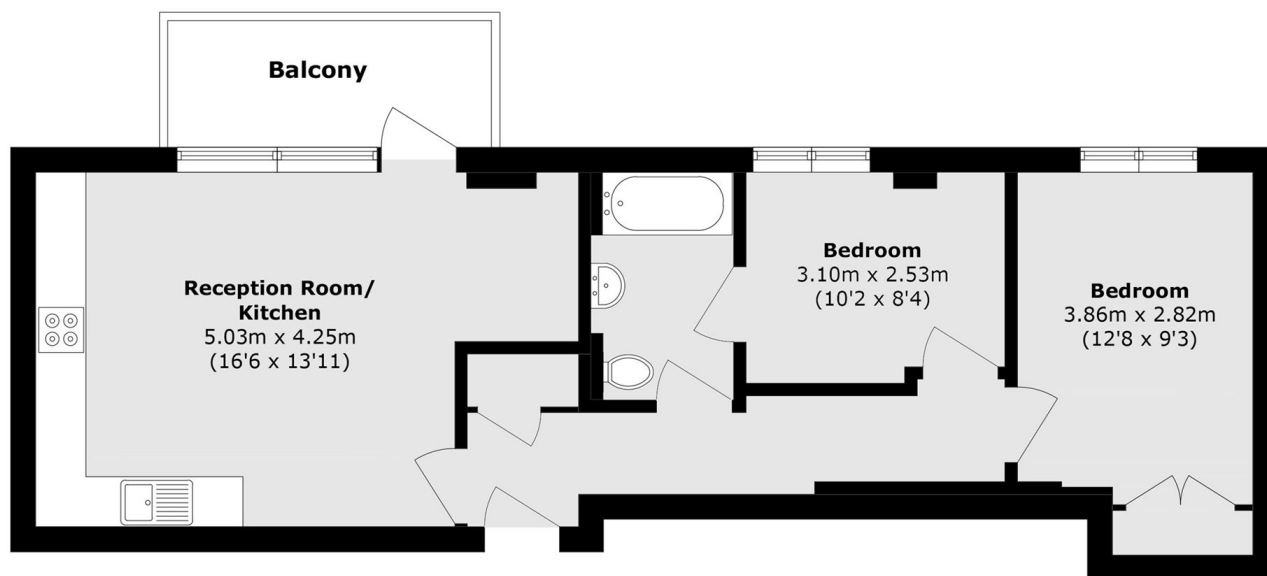 Balcony
Reception Room/
Kitchen
5.03m x 4.25m
(16'6 x 13'11)
Bedroom
3.10m x 2.53m
(10'2 x 8'4)
Bedroom
3.86m x 2.82m
(12'8 x 9'3)